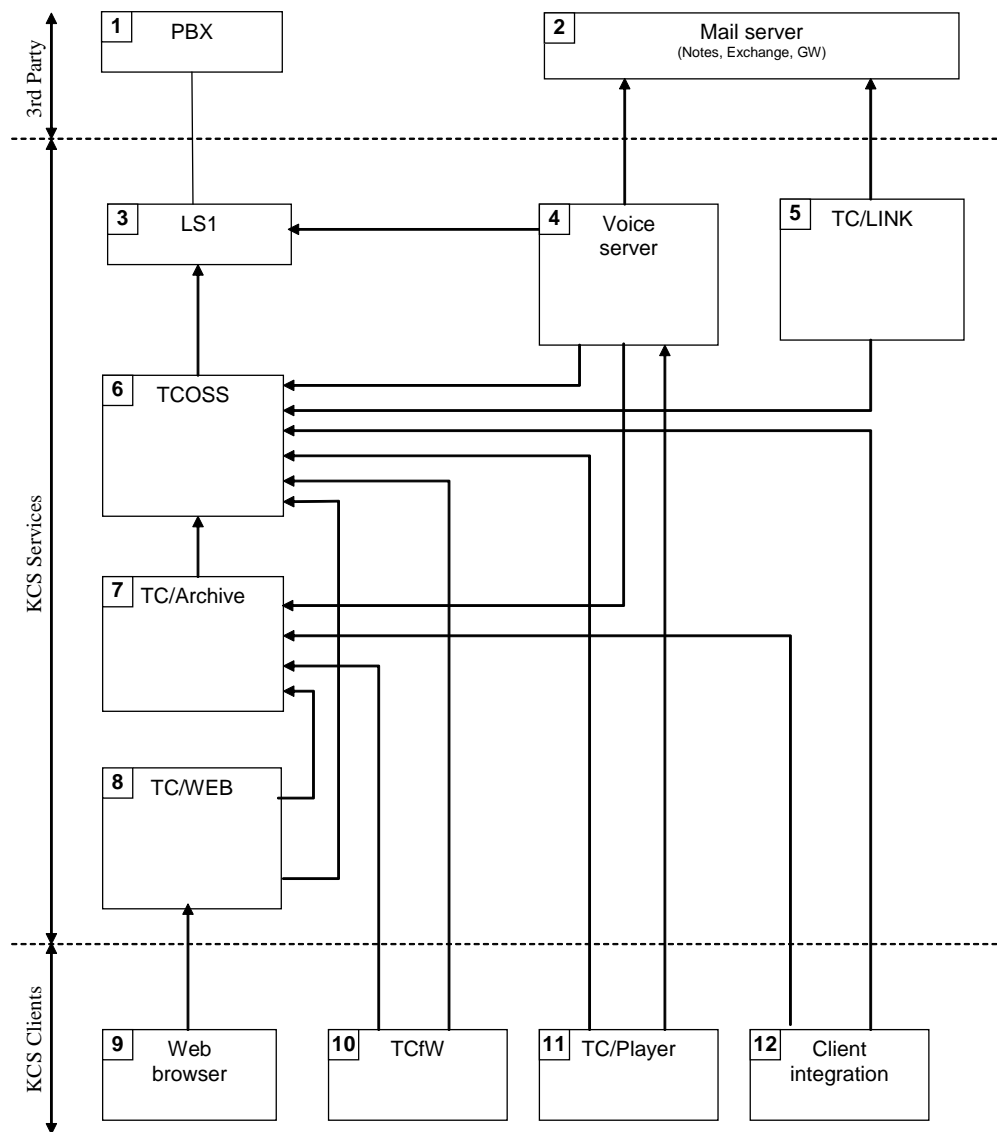 3rd Party
1
PBX
2
Mail server
(Notes, Exchange, GW)
KCS Services
3
LS1
4
Voice
server
5
TC/LINK
6
TCOSS
7
TC/Archive
8
TC/WEB
KCS Clients
9
Web
browser
10
TCfW
11
TC/Player
12
Client
integration